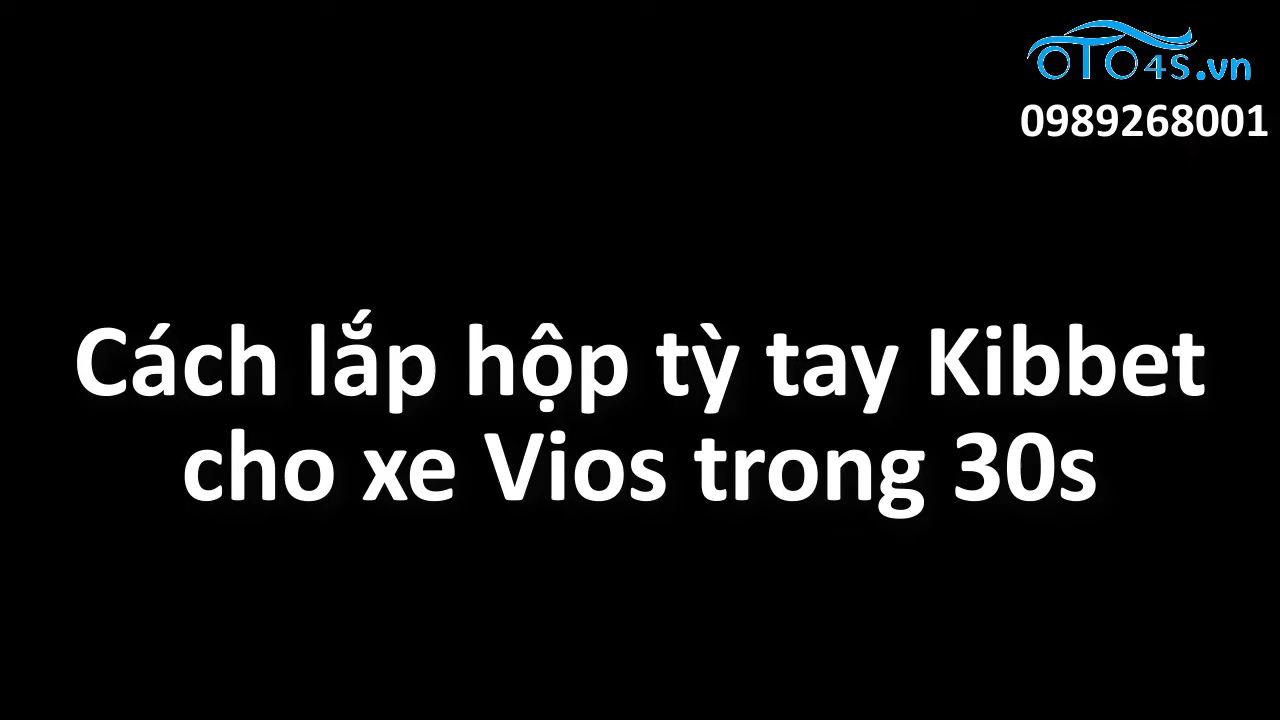 OTO4S.vn
0989268001
Cách lắp hộp tỳ tay Kibbet
cho xe Vios trong 30s